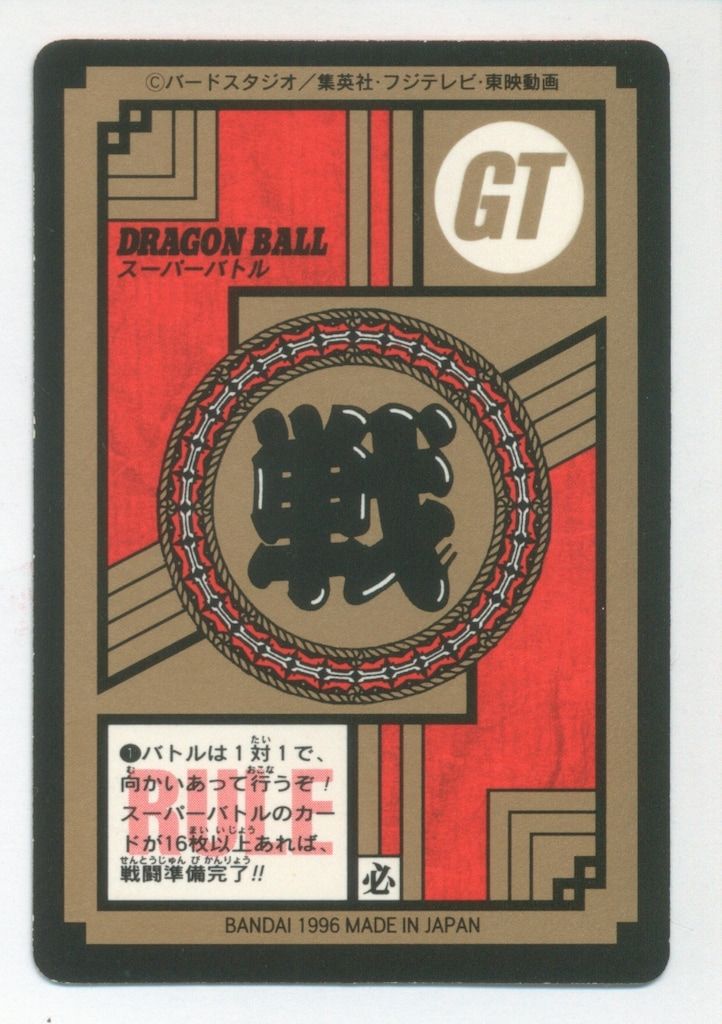 ©バードスタジオ／集英社・フジテレビ・東映動画
GT
DRAGON BALL
スーパーバトル
戦
RULE
❶バトルは1対1で、
向かいあって行うぞ！
スーパーバトルのカー
ドが16枚以上あれば、
戦闘準備完了!!
必
BANDAI 1996 MADE IN JAPAN